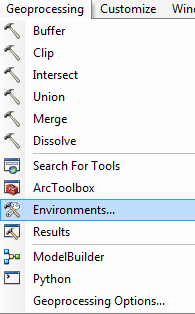 Geoprocessing Customize
Buffer
Clip
Intersect
Union
Merge
Dissolve
Search For Tools
ArcToolbox
Environments...
Results
ModelBuilder
Python
Geoprocessing Options...